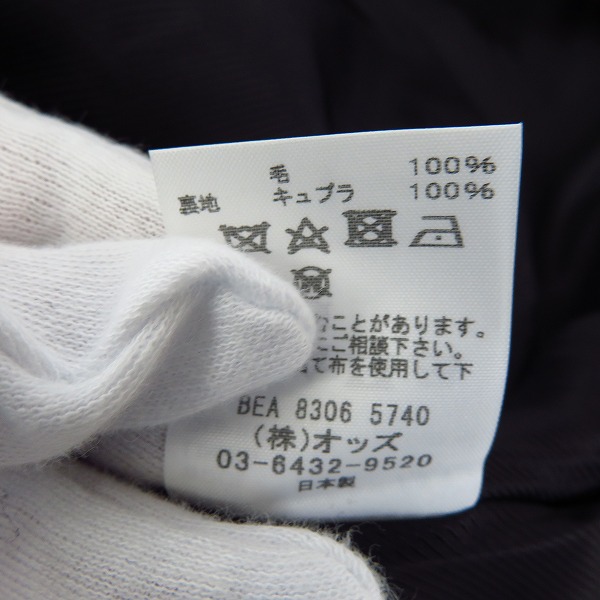 毛 100%
裏地 キュプラ 100%
ことがあります。
ご相談下さい。
て布を使用して下
BEA 8306 5740
(株)オッズ
03-6432-9520
日本製